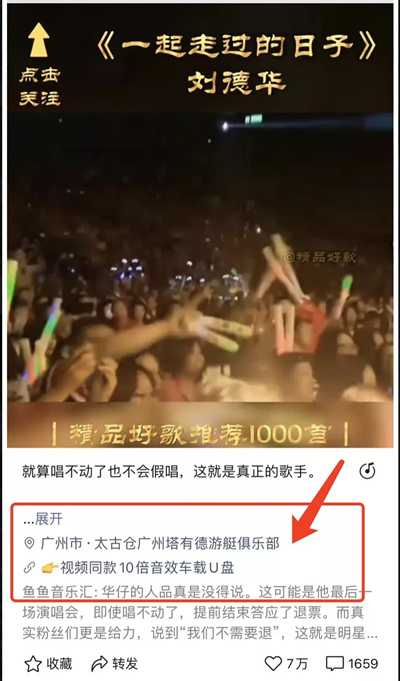 《一起走过的日子》
点击
关注
刘德华
@精品好歌
|精品好歌推荐1000首|
就算唱不动了也不会假唱，这就是真正的歌手。
...展开
广州市·太古仓广州塔有德游艇俱乐部
👉视频同款10倍音效车载U盘
鱼鱼音乐汇: 华仔的人品真是没得说。这可能是他最后一
场演唱会，即使唱不动了，提前结束答应了退票。而真
实粉丝们更是给力，说到“我们不需要退”，这就是明星...
收藏 转发 7万 1659